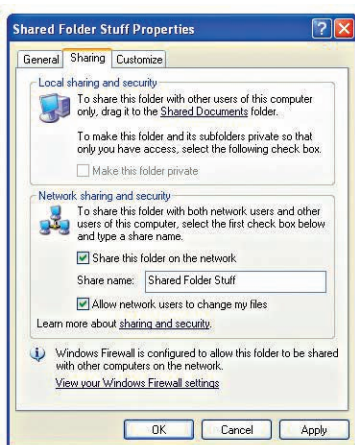 Shared Folder Stuff Properties
General Sharing Customize
Local sharing and security
To share this folder with other users of this computer
only, drag it to the Shared Documents folder.
To make this folder and its subfolders private so that
only you have access, select the following check box.
Make this folder private
Network sharing and security
To share this folder with both network users and other
users of this computer, select the first check box below
and type a share name.
Share this folder on the network
Share name: Shared Folder Stuff
Allow network users to change my files
Learn more about sharing and security.
Windows Firewall is configured to allow this folder to be shared
with other computers on the network.
View your Windows Firewall settings
OK Cancel Apply